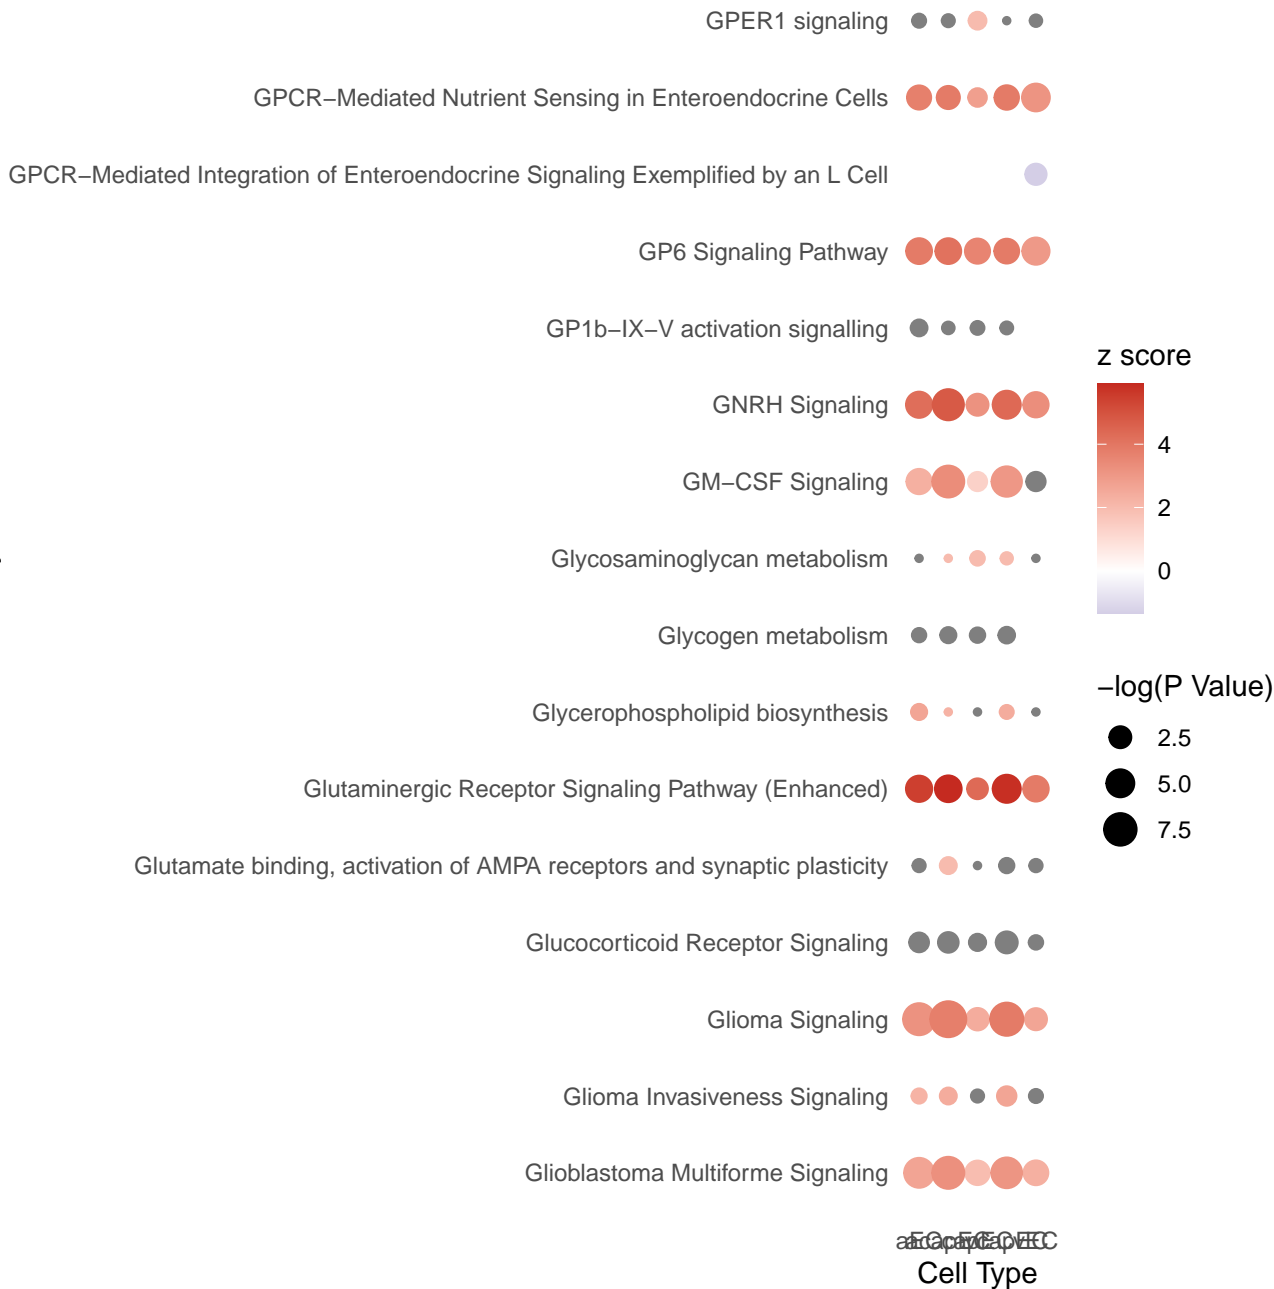 GPER1 signaling
GPCR−Mediated Nutrient Sensing in Enteroendocrine Cells
GPCR−Mediated Integration of Enteroendocrine Signaling Exemplified by an L Cell
GP6 Signaling Pathway
GP1b−IX−V activation signalling
GNRH Signaling
GM−CSF Signaling
Glycosaminoglycan metabolism
Glycogen metabolism
Glycerophospholipid biosynthesis
Glutaminergic Receptor Signaling Pathway (Enhanced)
Glutamate binding, activation of AMPA receptors and synaptic plasticity
Glucocorticoid Receptor Signaling
Glioma Signaling
Glioma Invasiveness Signaling
Glioblastoma Multiforme Signaling
Cell Type
z score
4
2
0
−log(P Value)
2.5
5.0
7.5